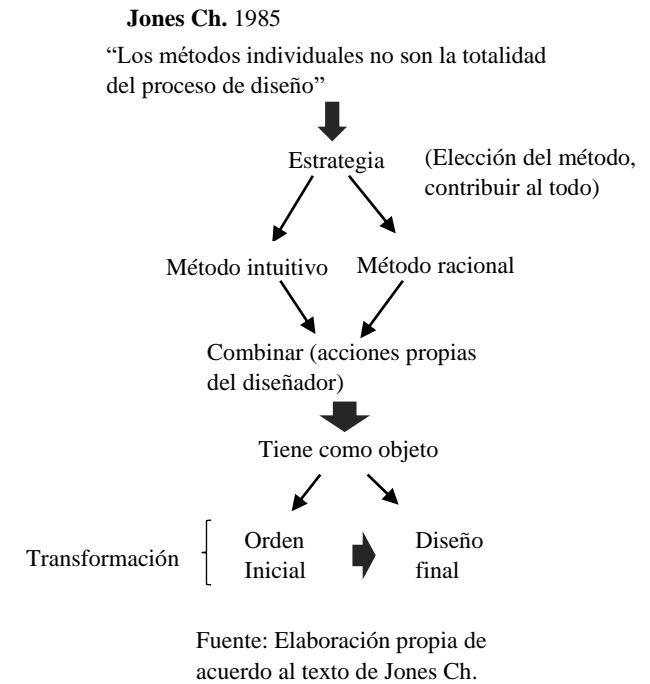 Jones Ch. 1985
“Los métodos individuales no son la totalidad
del proceso de diseño”
Estrategia
(Elección del método,
contribuir al todo)
Método intuitivo
Método racional
Combinar (acciones propias
del diseñador)
Tiene como objeto
Transformación
Orden
Inicial
Diseño
final
Fuente: Elaboración propia de
acuerdo al texto de Jones Ch.